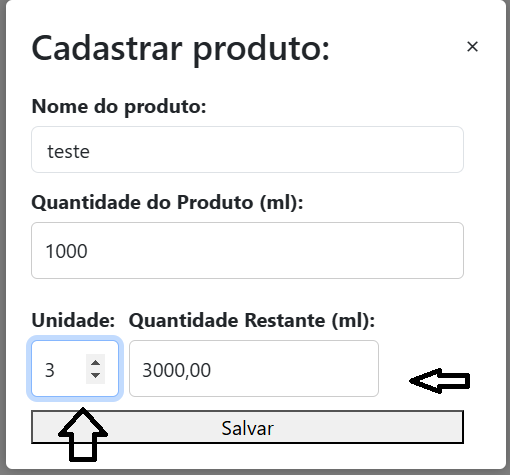 Cadastrar produto: ×
Nome do produto:
teste
Quantidade do Produto (ml):
1000
Unidade: Quantidade Restante (ml):
3 3000,00
Salvar